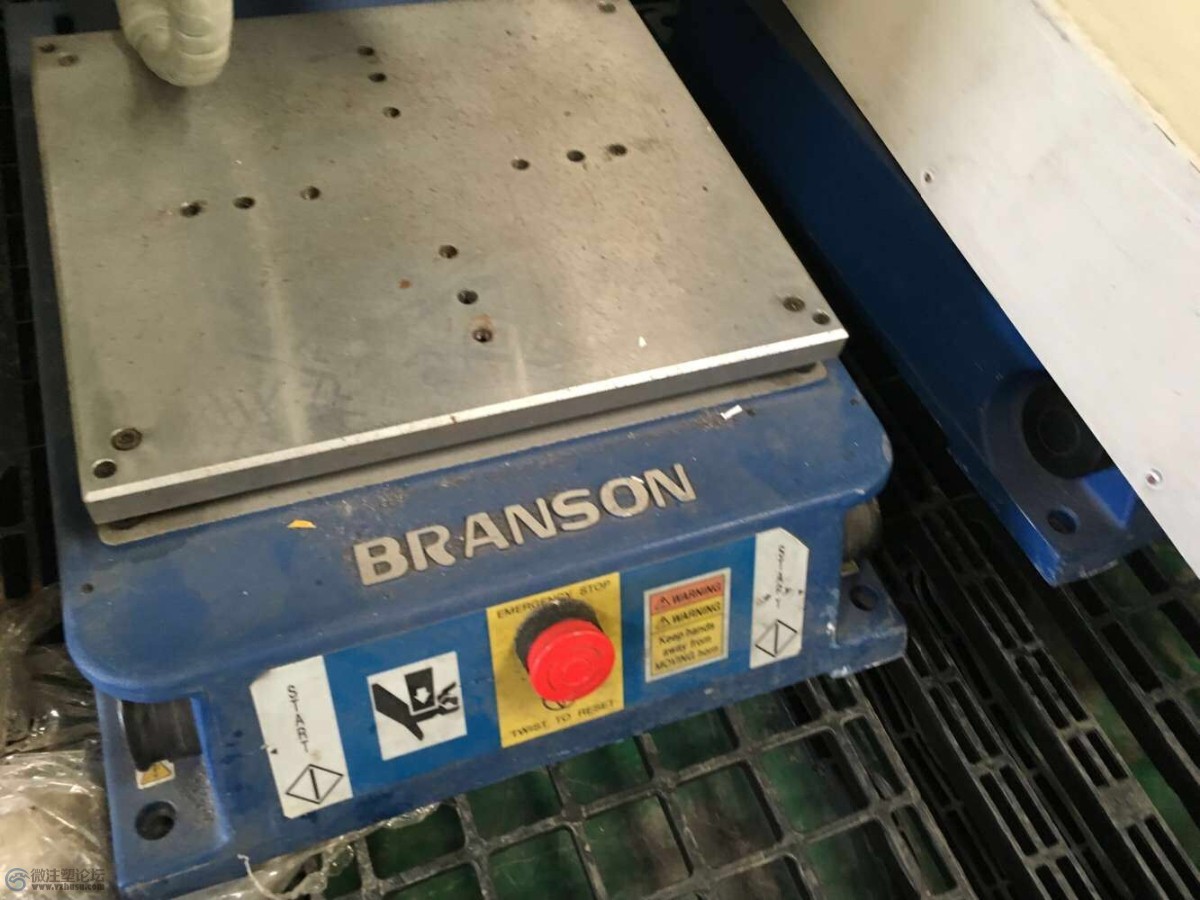 BRANSON
EMERGENCY STOP
TWIST TO RESET
WARNING
WARNING
Keep hands
away from
MOVING horn
START
START
微注塑论坛